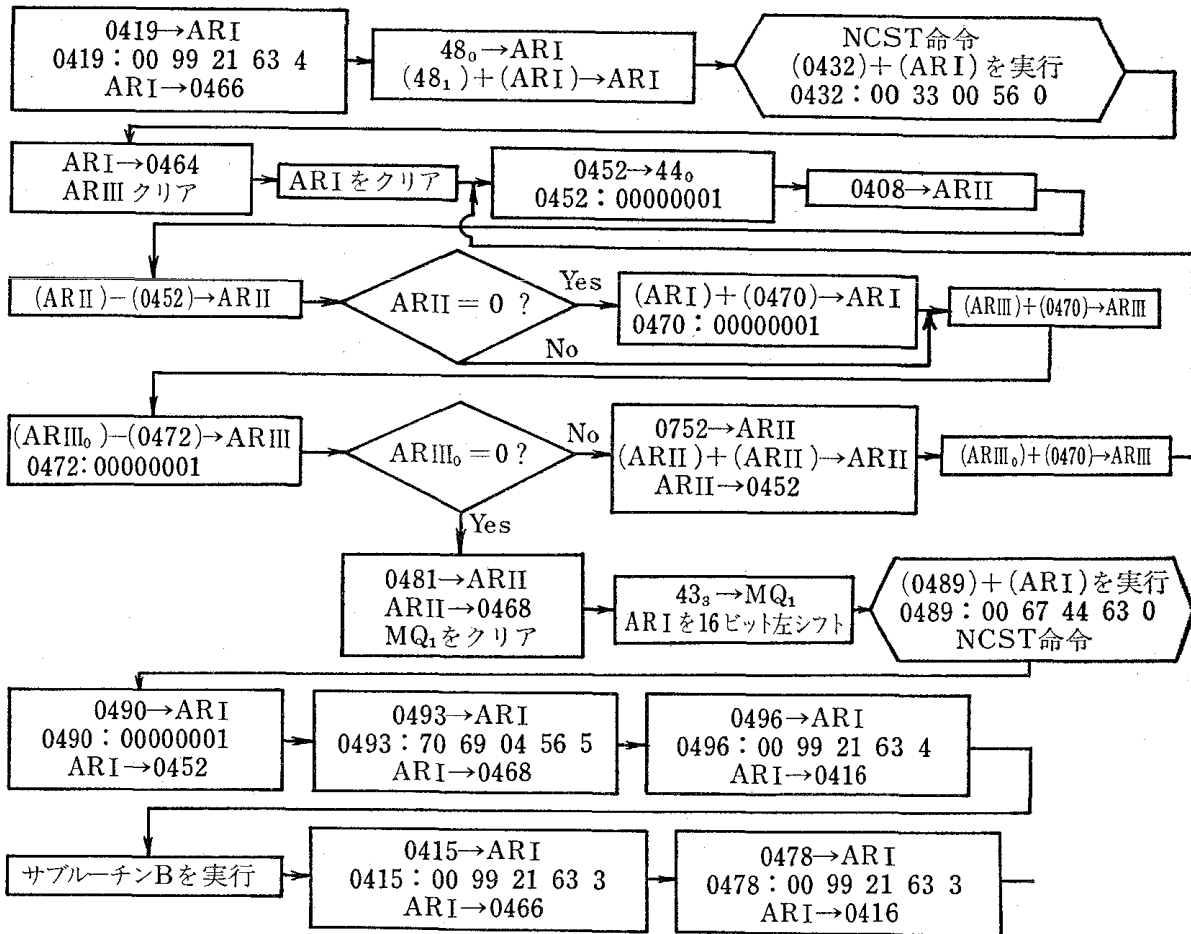 0419→ARI
0419：00 99 21 63 4
ARI→0466
48₀→ARI
(48₁)+(ARI)→ARI
NCST命令
(0432)+(ARI)を実行
0432：00 33 00 56 0
ARI→0464
ARIIIクリア
ARIをクリア
0452→44₀
0452：00000001
0408→ARII
(ARII)−(0452)→ARII
ARII＝0 ？
Yes
No
(ARI)+(0470)→ARI
0470：00000001
(ARIII)+(0470)→ARIII
(ARIII₀)−(0472)→ARIII
0472：00000001
ARIII₀＝0？
No
Yes
0752→ARII
(ARII)+(ARII)→ARII
ARII→0452
(ARIII₀)+(0470)→ARIII
0481→ARII
ARII→0468
MQ₁をクリア
43₃→MQ₁
ARIを16ビット左シフト
(0489)+(ARI)を実行
0489：00 67 44 63 0
NCST命令
0490→ARI
0490：00000001
ARI→0452
0493→ARI
0493：70 69 04 56 5
ARI→0468
0496→ARI
0496：00 99 21 63 4
ARI→0416
サブルーチンBを実行
0415→ARI
0415：00 99 21 63 3
ARI→0466
0478→ARI
0478：00 99 21 63 3
ARI→0416